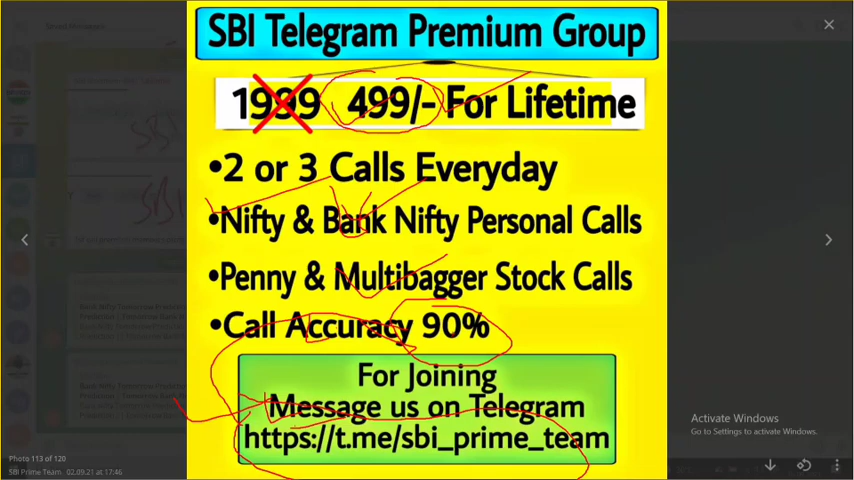 SBI Telegram Premium Group
1999 499/- For Lifetime
•2 or 3 Calls Everyday
•Nifty & Bank Nifty Personal Calls
•Penny & Multibagger Stock Calls
•Call Accuracy 90%
For Joining
Message us on Telegram
https://t.me/sbi_prime_team
Activate Windows
Go to Settings to activate Windows.
Photo 113 of 120
SBI Prime Team 02.09.21 at 17:46